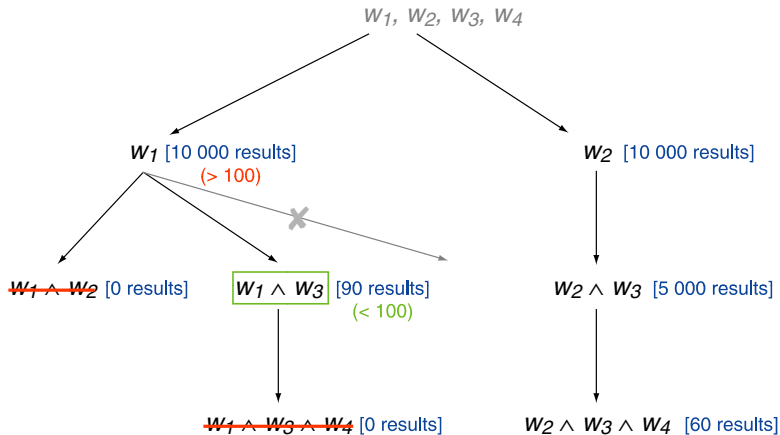 w1, w2, w3, w4
w1 [10 000 results]
(> 100)
w2 [10 000 results]
w1 ∧ w2 [0 results]
w1 ∧ w3 [90 results]
(< 100)
w2 ∧ w3 [5 000 results]
w1 ∧ w3 ∧ w4 [0 results]
w2 ∧ w3 ∧ w4 [60 results]